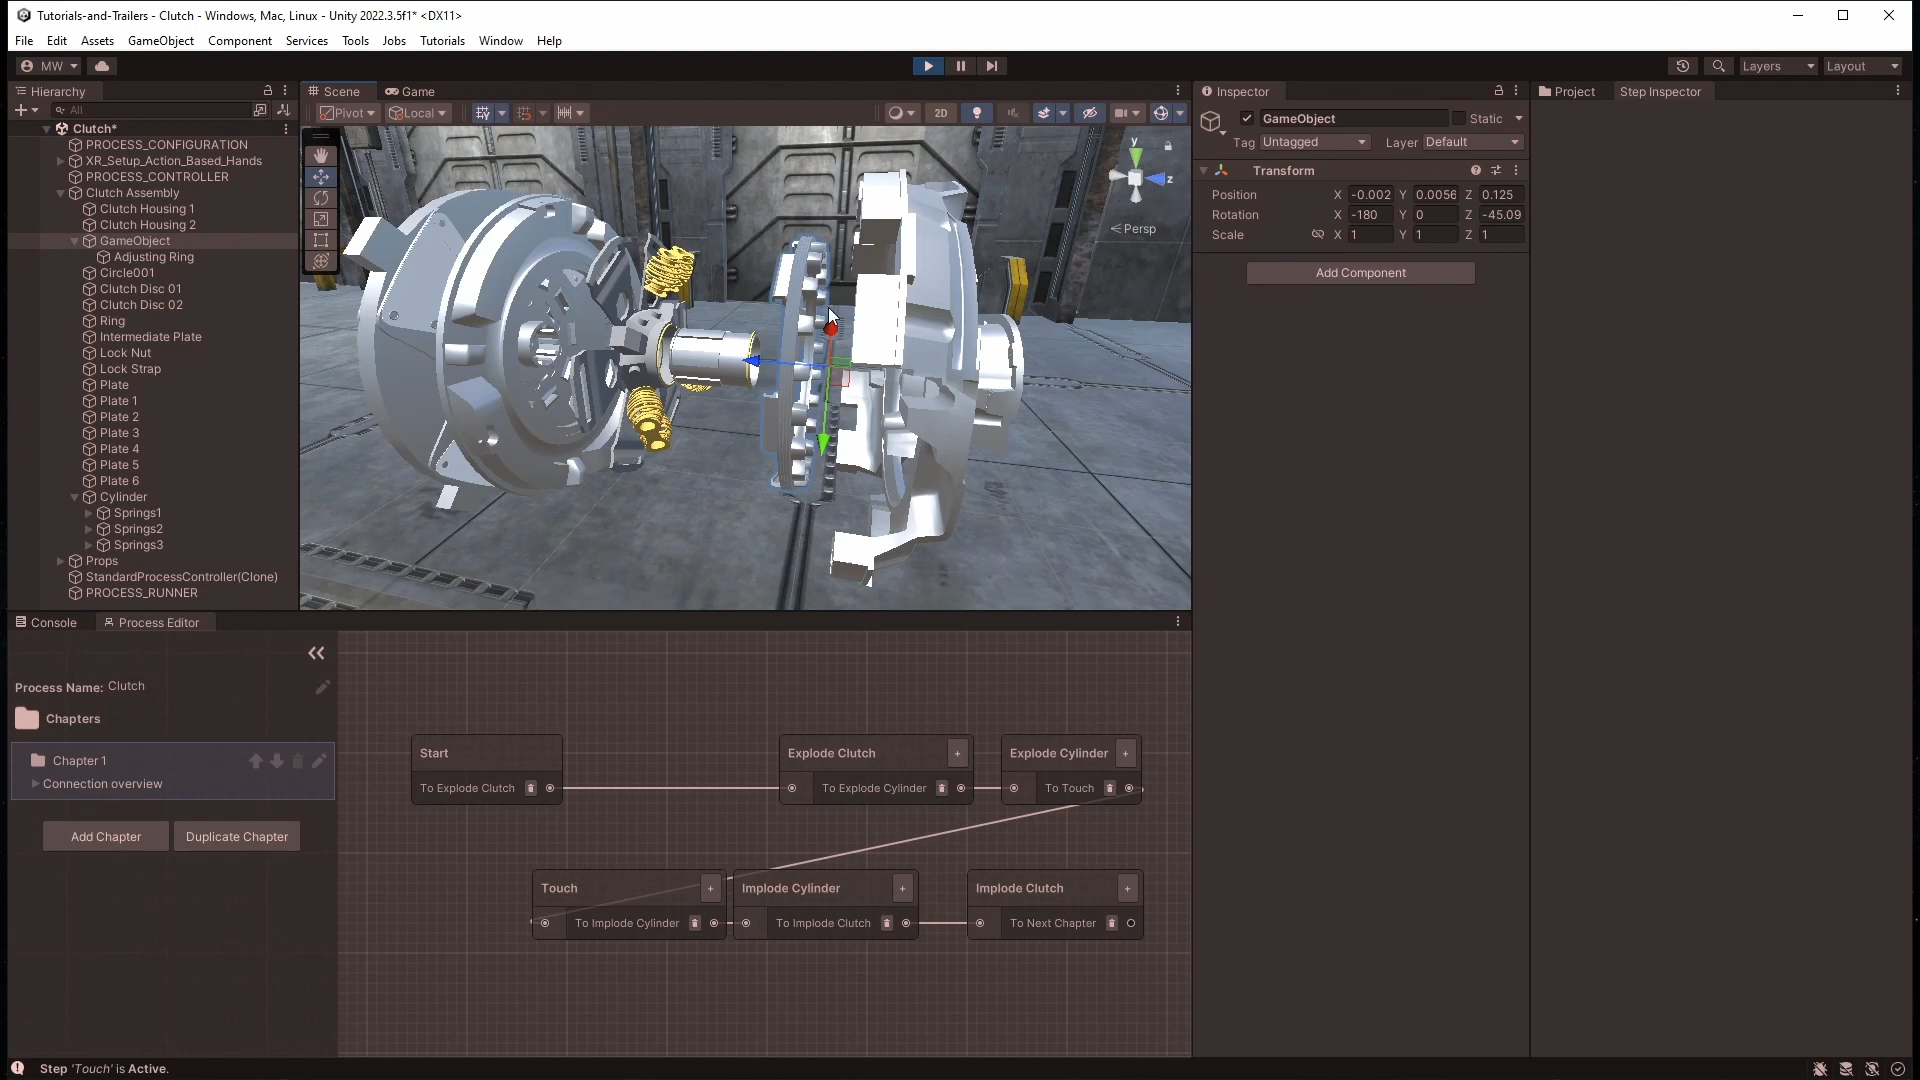 Tutorials-and-Trailers - Clutch - Windows, Mac, Linux - Unity 2022.3.5f1* <DX11>
File Edit Assets GameObject Component Services Tools Jobs Tutorials Window Help
MW
Layers Layout
Hierarchy
All
Clutch*
PROCESS_CONFIGURATION
XR_Setup_Action_Based_Hands
PROCESS_CONTROLLER
Clutch Assembly
Clutch Housing 1
Clutch Housing 2
GameObject
Adjusting Ring
Circle001
Clutch Disc 01
Clutch Disc 02
Ring
Intermediate Plate
Lock Nut
Lock Strap
Plate
Plate 1
Plate 2
Plate 3
Plate 4
Plate 5
Plate 6
Cylinder
Springs1
Springs2
Springs3
Props
StandardProcessController(Clone)
PROCESS_RUNNER
Scene Game
Pivot Local 2D
y
z
Persp
Inspector
GameObject Static
Tag Untagged Layer Default
Transform
Position X -0.002 Y 0.0056 Z 0.125
Rotation X -180 Y 0 Z -45.09
Scale X 1 Y 1 Z 1
Add Component
Project Step Inspector
Console Process Editor
Process Name: Clutch
Chapters
Chapter 1
Connection overview
Add Chapter Duplicate Chapter
Start
To Explode Clutch
Explode Clutch +
To Explode Cylinder
Explode Cylinder +
To Touch
Touch +
To Implode Cylinder
Implode Cylinder +
To Implode Clutch
Implode Clutch +
To Next Chapter
Step 'Touch' is Active.